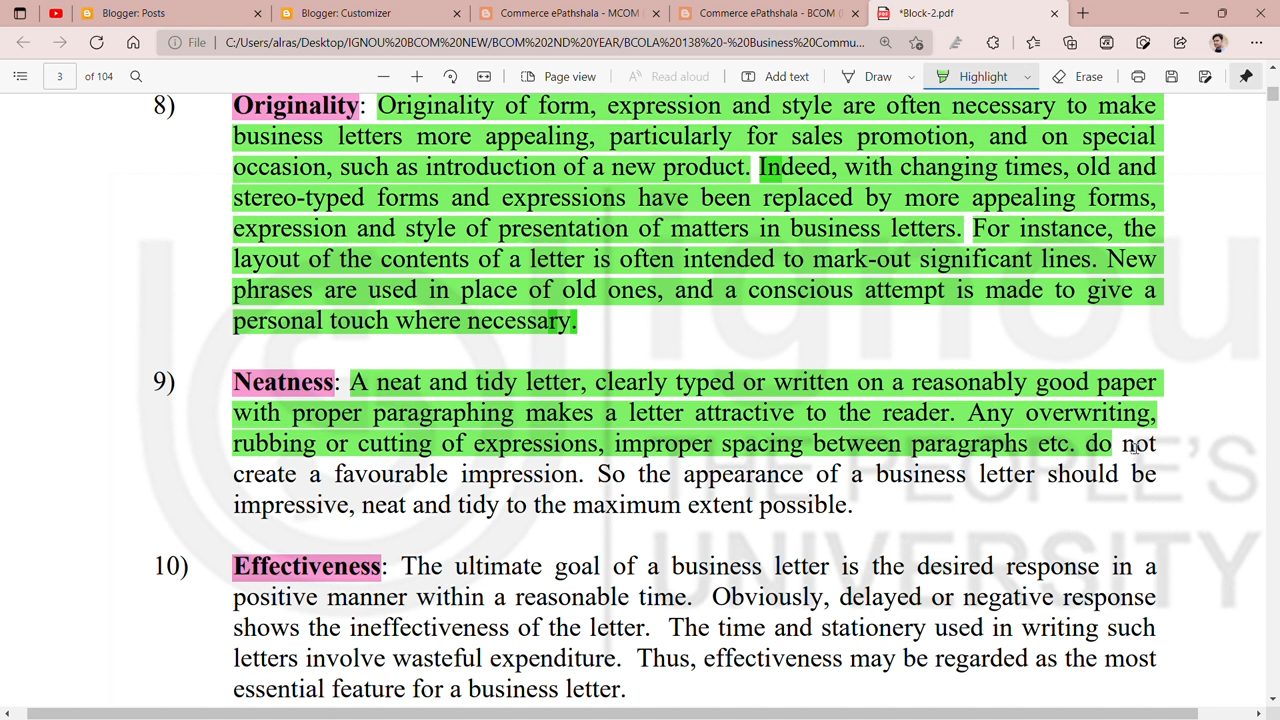 Blogger: Posts
Blogger: Customizer
Commerce ePathshala - MCOM
Commerce ePathshala - BCOM (
*Block-2.pdf
File
C:/Users/alras/Desktop/IGNOU%20BCOM%20NEW/BCOM%202ND%20YEAR/BCOLA%20138%20-%20Business%20Commu...
3
of 104
Page view
Read aloud
Add text
Draw
Highlight
Erase
8) Originality: Originality of form, expression and style are often necessary to make
business letters more appealing, particularly for sales promotion, and on special
occasion, such as introduction of a new product. Indeed, with changing times, old and
stereo-typed forms and expressions have been replaced by more appealing forms,
expression and style of presentation of matters in business letters. For instance, the
layout of the contents of a letter is often intended to mark-out significant lines. New
phrases are used in place of old ones, and a conscious attempt is made to give a
personal touch where necessary.
9) Neatness: A neat and tidy letter, clearly typed or written on a reasonably good paper
with proper paragraphing makes a letter attractive to the reader. Any overwriting,
rubbing or cutting of expressions, improper spacing between paragraphs etc. do not
create a favourable impression. So the appearance of a business letter should be
impressive, neat and tidy to the maximum extent possible.
10) Effectiveness: The ultimate goal of a business letter is the desired response in a
positive manner within a reasonable time. Obviously, delayed or negative response
shows the ineffectiveness of the letter. The time and stationery used in writing such
letters involve wasteful expenditure. Thus, effectiveness may be regarded as the most
essential feature for a business letter.
ignou
THE PEOPLE'S
UNIVERSITY